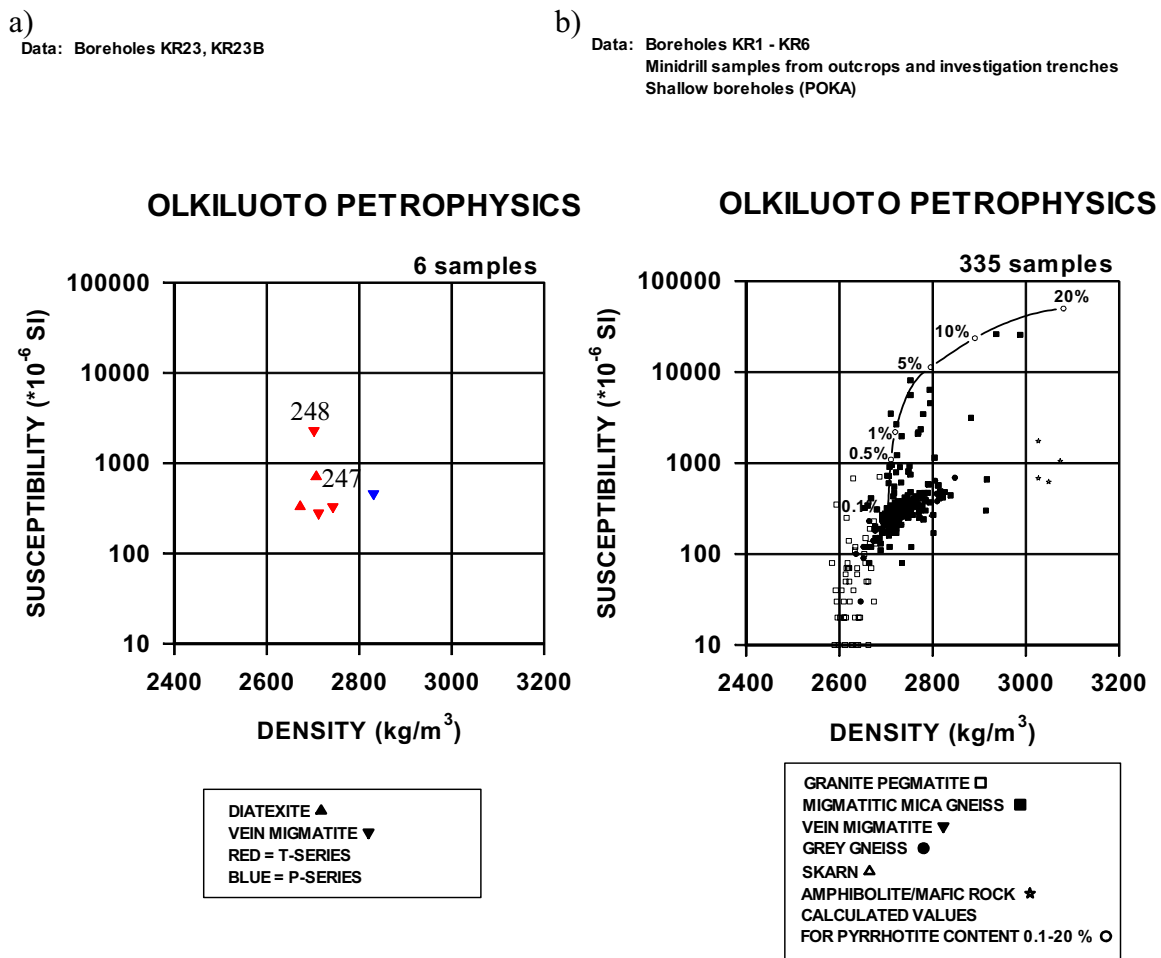 a)
Data: Boreholes KR23, KR23B
OLKILUOTO PETROPHYSICS
6 samples
SUSCEPTIBILITY (*10⁻⁶ SI)
100000
10000
1000
100
10
248
247
2400 2600 2800 3000 3200
DENSITY (kg/m³)
DIATEXITE ▲
VEIN MIGMATITE ▼
RED = T-SERIES
BLUE = P-SERIES
b)
Data: Boreholes KR1 - KR6
Minidrill samples from outcrops and investigation trenches
Shallow boreholes (POKA)
OLKILUOTO PETROPHYSICS
335 samples
SUSCEPTIBILITY (*10⁻⁶ SI)
100000
10000
1000
100
10
20%
10%
5%
1%
0.5%
0.1%
2400 2600 2800 3000 3200
DENSITY (kg/m³)
GRANITE PEGMATITE □
MIGMATITIC MICA GNEISS ■
VEIN MIGMATITE ▼
GREY GNEISS ●
SKARN △
AMPHIBOLITE/MAFIC ROCK ☆
CALCULATED VALUES
FOR PYRRHOTITE CONTENT 0.1-20 % ○